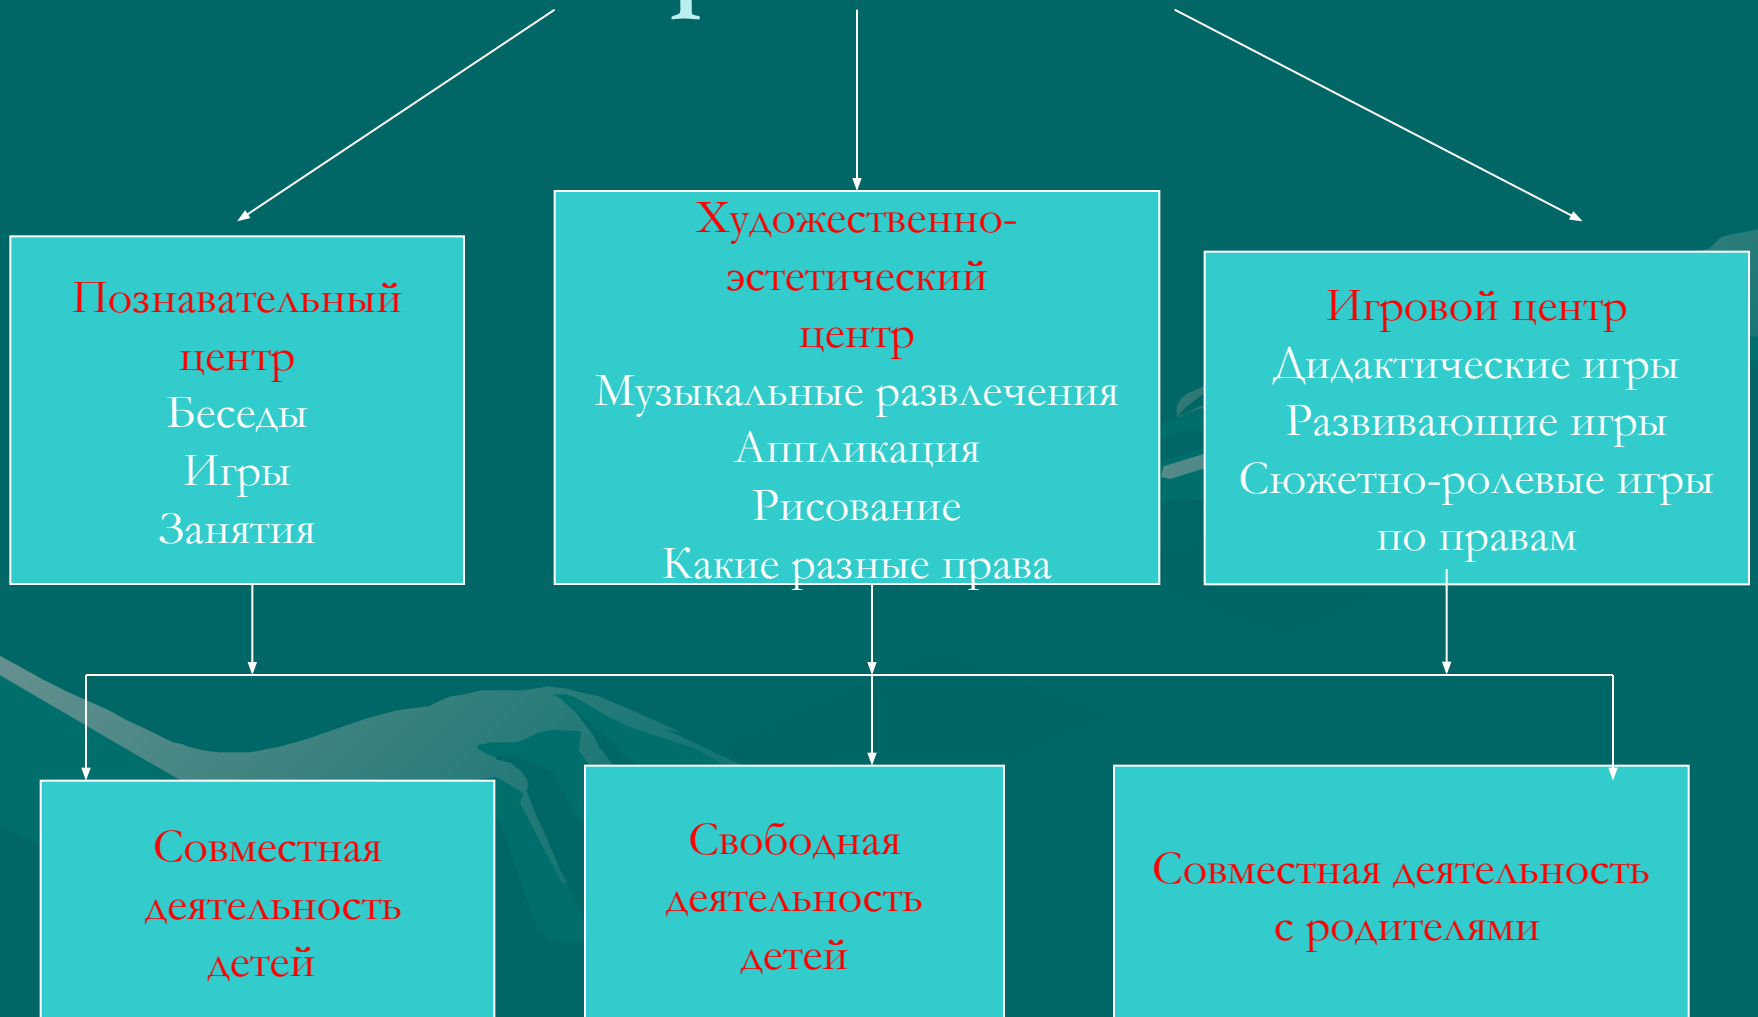 Познавательный
центр
Беседы
Игры
Занятия
Художественно-
эстетический
центр
Музыкальные развлечения
Аппликация
Рисование
Какие разные права
Игровой центр
Дидактические игры
Развивающие игры
Сюжетно-ролевые игры
по правам
Совместная
деятельность
детей
Свободная
деятельность
детей
Совместная деятельность
с родителями